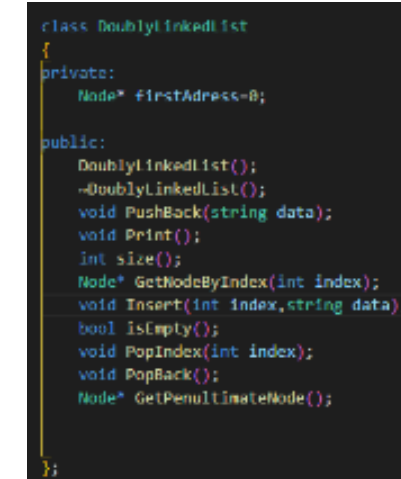 class DoublyLinkedList
{
private:
Node* firstAdress=0;
public:
DoublyLinkedList();
~DoublyLinkedList();
void PushBack(string data);
void Print();
int size();
Node* GetNodeByIndex(int index);
void Insert(int index,string data)
bool isEmpty();
void PopIndex(int index);
void PopBack();
Node* GetPenultimateNode();
};